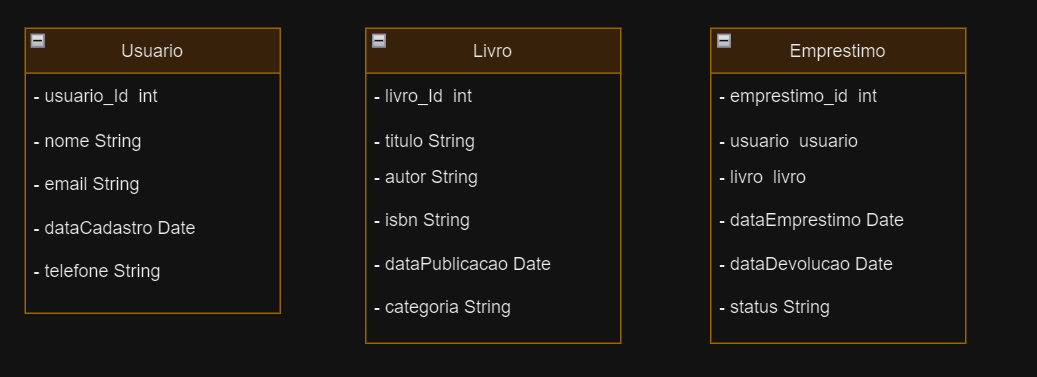 Usuario
- usuario_Id  int
- nome String
- email String
- dataCadastro Date
- telefone String
Livro
- livro_Id  int
- titulo String
- autor String
- isbn String
- dataPublicacao Date
- categoria String
Emprestimo
- emprestimo_id  int
- usuario  usuario
- livro  livro
- dataEmprestimo Date
- dataDevolucao Date
- status String